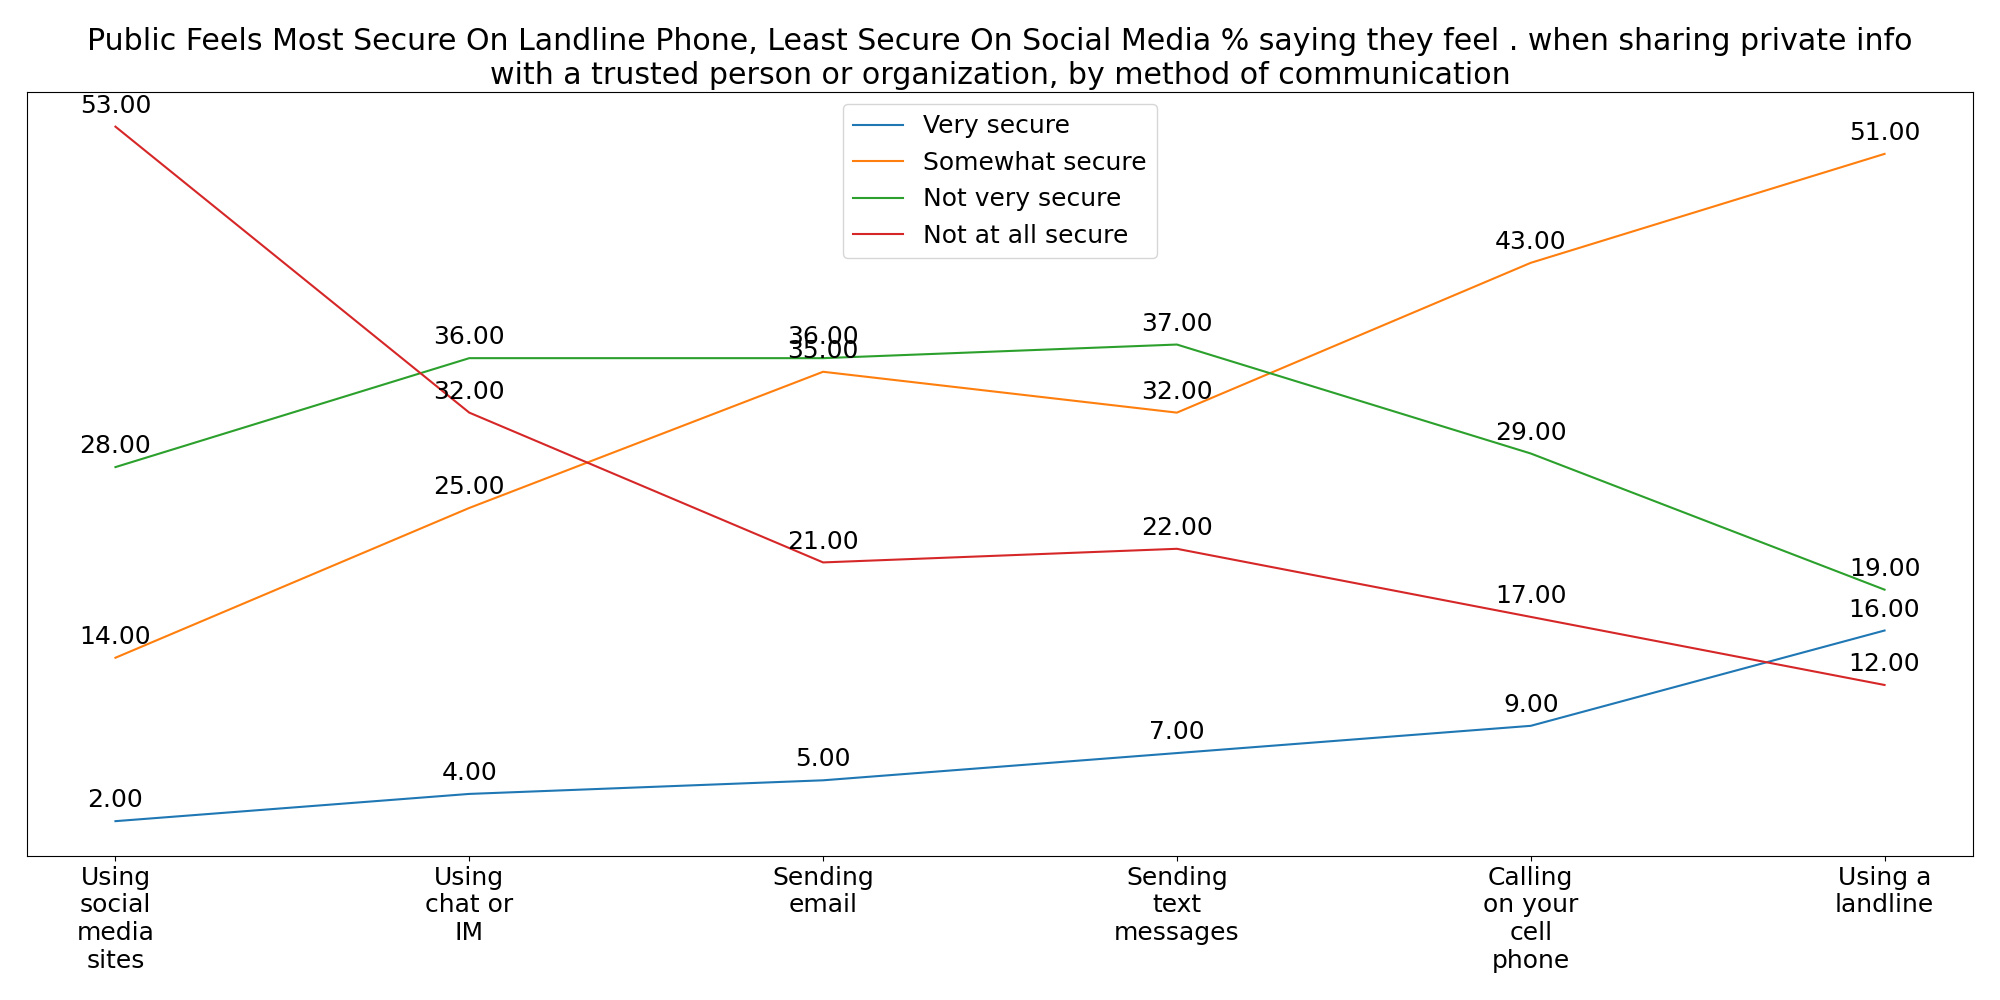 Public Feels Most Secure On Landline Phone, Least Secure On Social Media % saying they feel . when sharing private info
with a trusted person or organization, by method of communication
Very secure
Somewhat secure
Not very secure
Not at all secure
53.00
51.00
43.00
36.00
36.00
35.00
37.00
32.00
32.00
28.00
29.00
25.00
21.00
22.00
19.00
17.00
16.00
14.00
12.00
9.00
7.00
5.00
4.00
2.00
Using
social
media
sites
Using
chat or
IM
Sending
email
Sending
text
messages
Calling
on your
cell
phone
Using a
landline